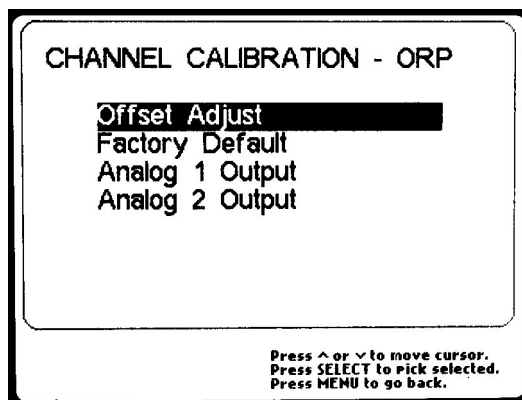 CHANNEL CALIBRATION - ORP
Offset Adjust
Factory Default
Analog 1 Output
Analog 2 Output
Press ^ or v to move cursor.
Press SELECT to pick selected.
Press MENU to go back.